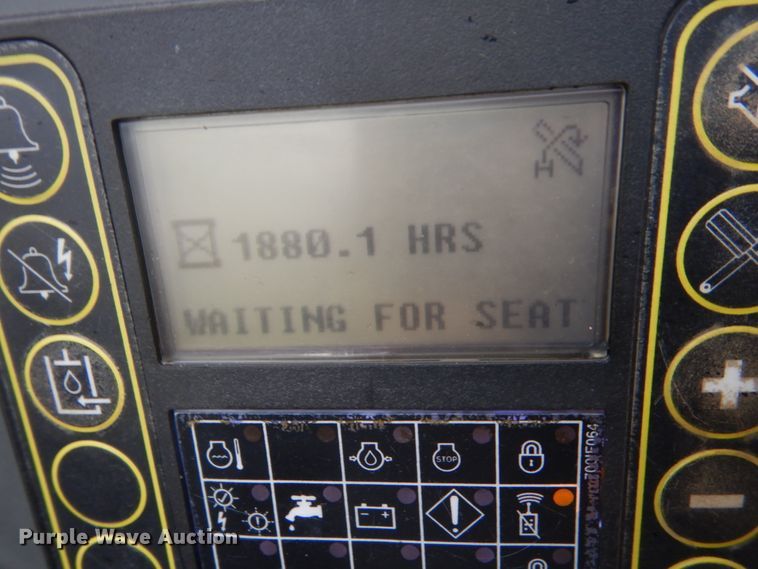 1880.1 HRS
WAITING FOR SEAT
STOP
Purple Wave Auction